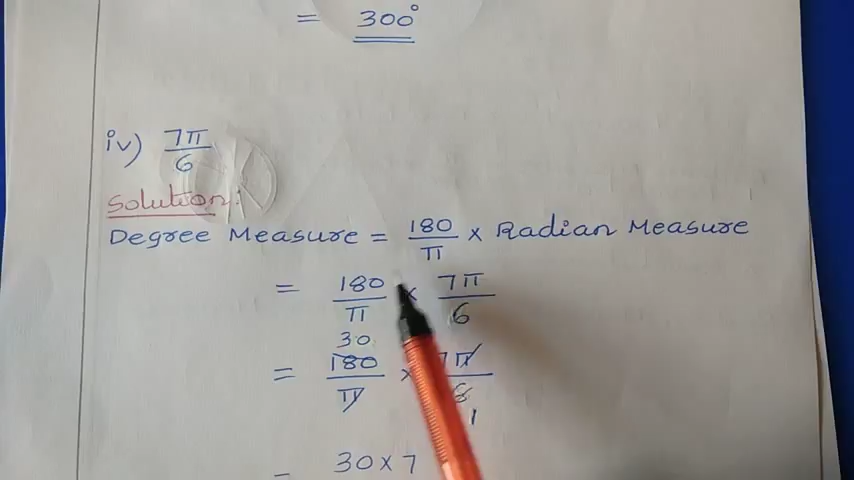 = 300°
iv) 7π/6
Solution:
Degree Measure = 180/π × Radian Measure
= 180/π × 7π/6
30
= 180/π × 7π/6
1
= 30×7